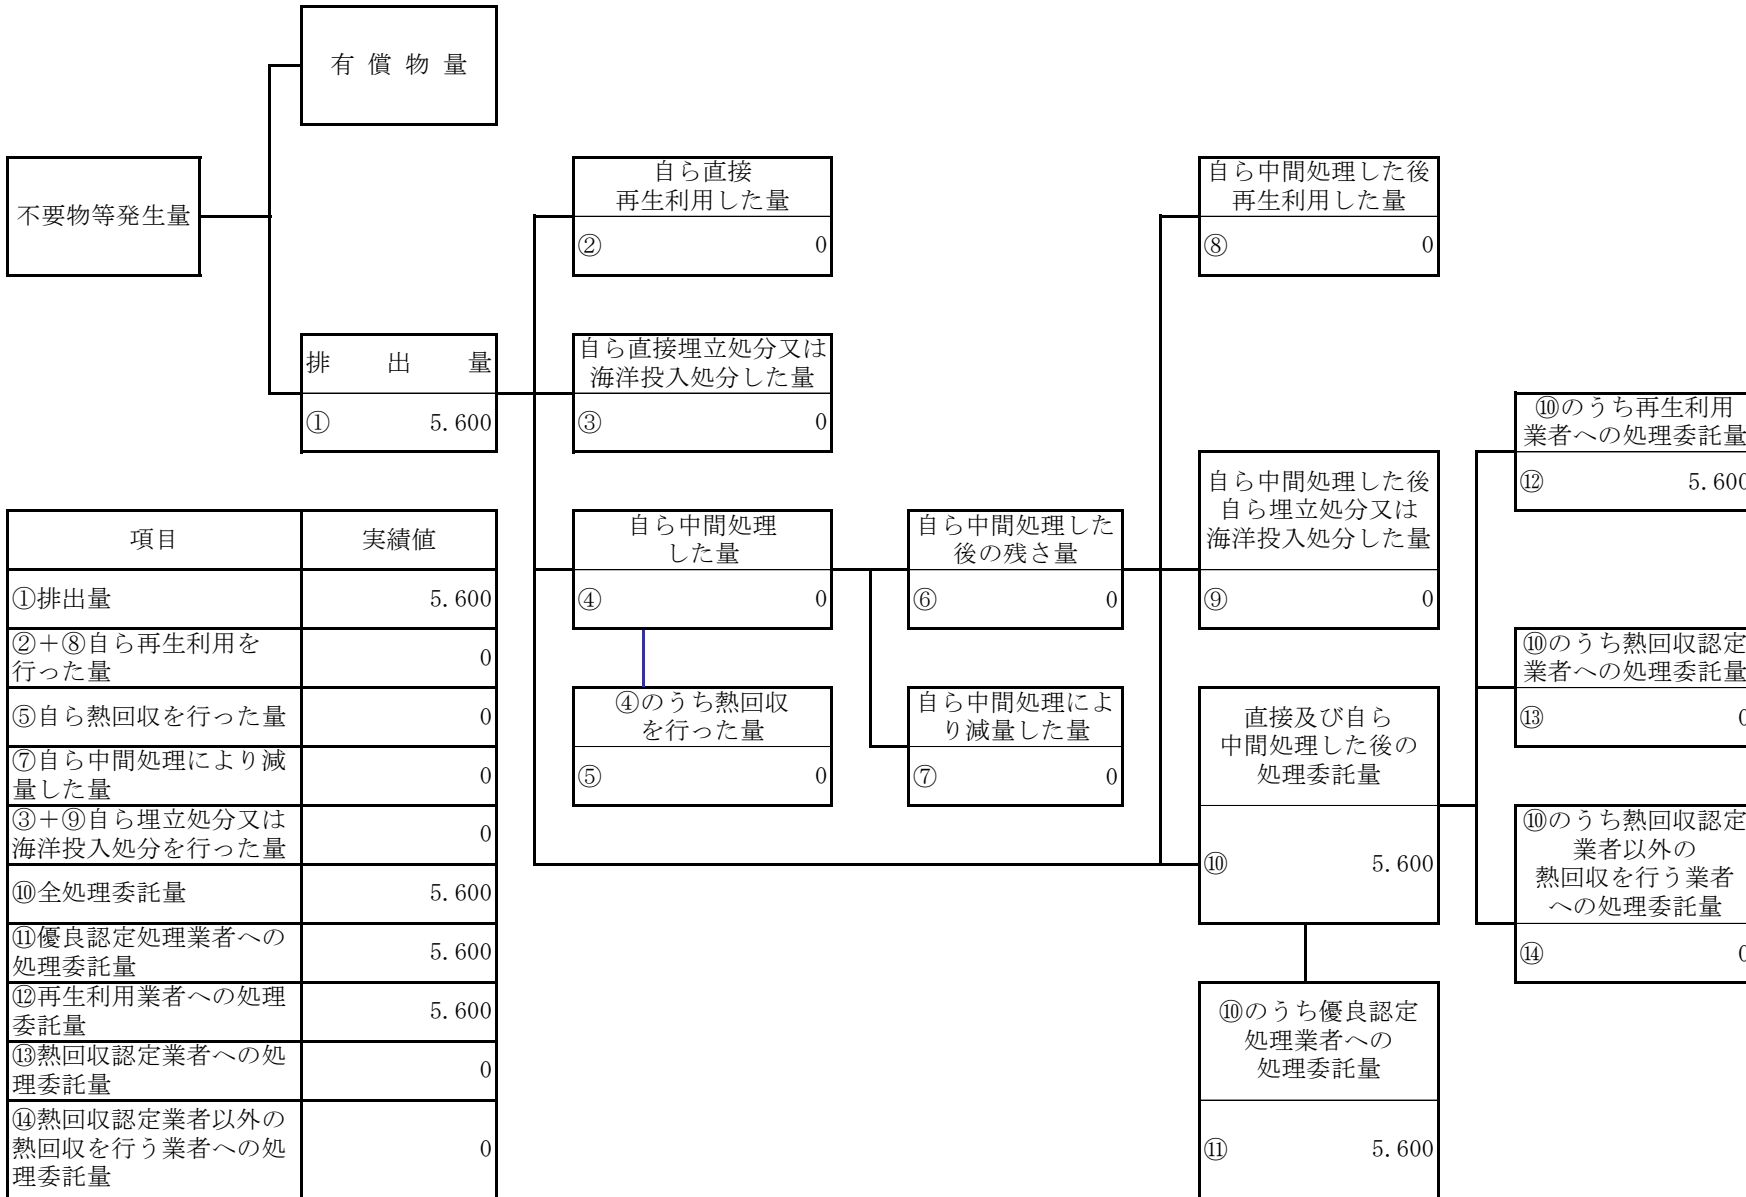 有償物量
不要物等発生量
自ら直接
再生利用した量
② 0
自ら中間処理した後
再生利用した量
⑧ 0
排出量
① 5.600
自ら直接埋立処分又は
海洋投入処分した量
③ 0
⑩のうち再生利用
業者への処理委託量
⑫ 5.600
自ら中間処理
した量
④ 0
自ら中間処理した
後の残さ量
⑥ 0
自ら中間処理した後
自ら埋立処分又は
海洋投入処分した量
⑨ 0
⑩のうち熱回収認定
業者への処理委託量
⑬ 0
④のうち熱回収
を行った量
⑤ 0
自ら中間処理によ
り減量した量
⑦ 0
直接及び自ら
中間処理した後の
処理委託量
⑩ 5.600
⑩のうち熱回収認定
業者以外の
熱回収を行う業者
への処理委託量
⑭ 0
⑩のうち優良認定
処理業者への
処理委託量
⑪ 5.600
項目 実績値
①排出量 5.600
②＋⑧自ら再生利用を
行った量 0
⑤自ら熱回収を行った量 0
⑦自ら中間処理により減
量した量 0
③＋⑨自ら埋立処分又は
海洋投入処分を行った量 0
⑩全処理委託量 5.600
⑪優良認定処理業者への
処理委託量 5.600
⑫再生利用業者への処理
委託量 5.600
⑬熱回収認定業者への処
理委託量 0
⑭熱回収認定業者以外の
熱回収を行う業者への処
理委託量 0